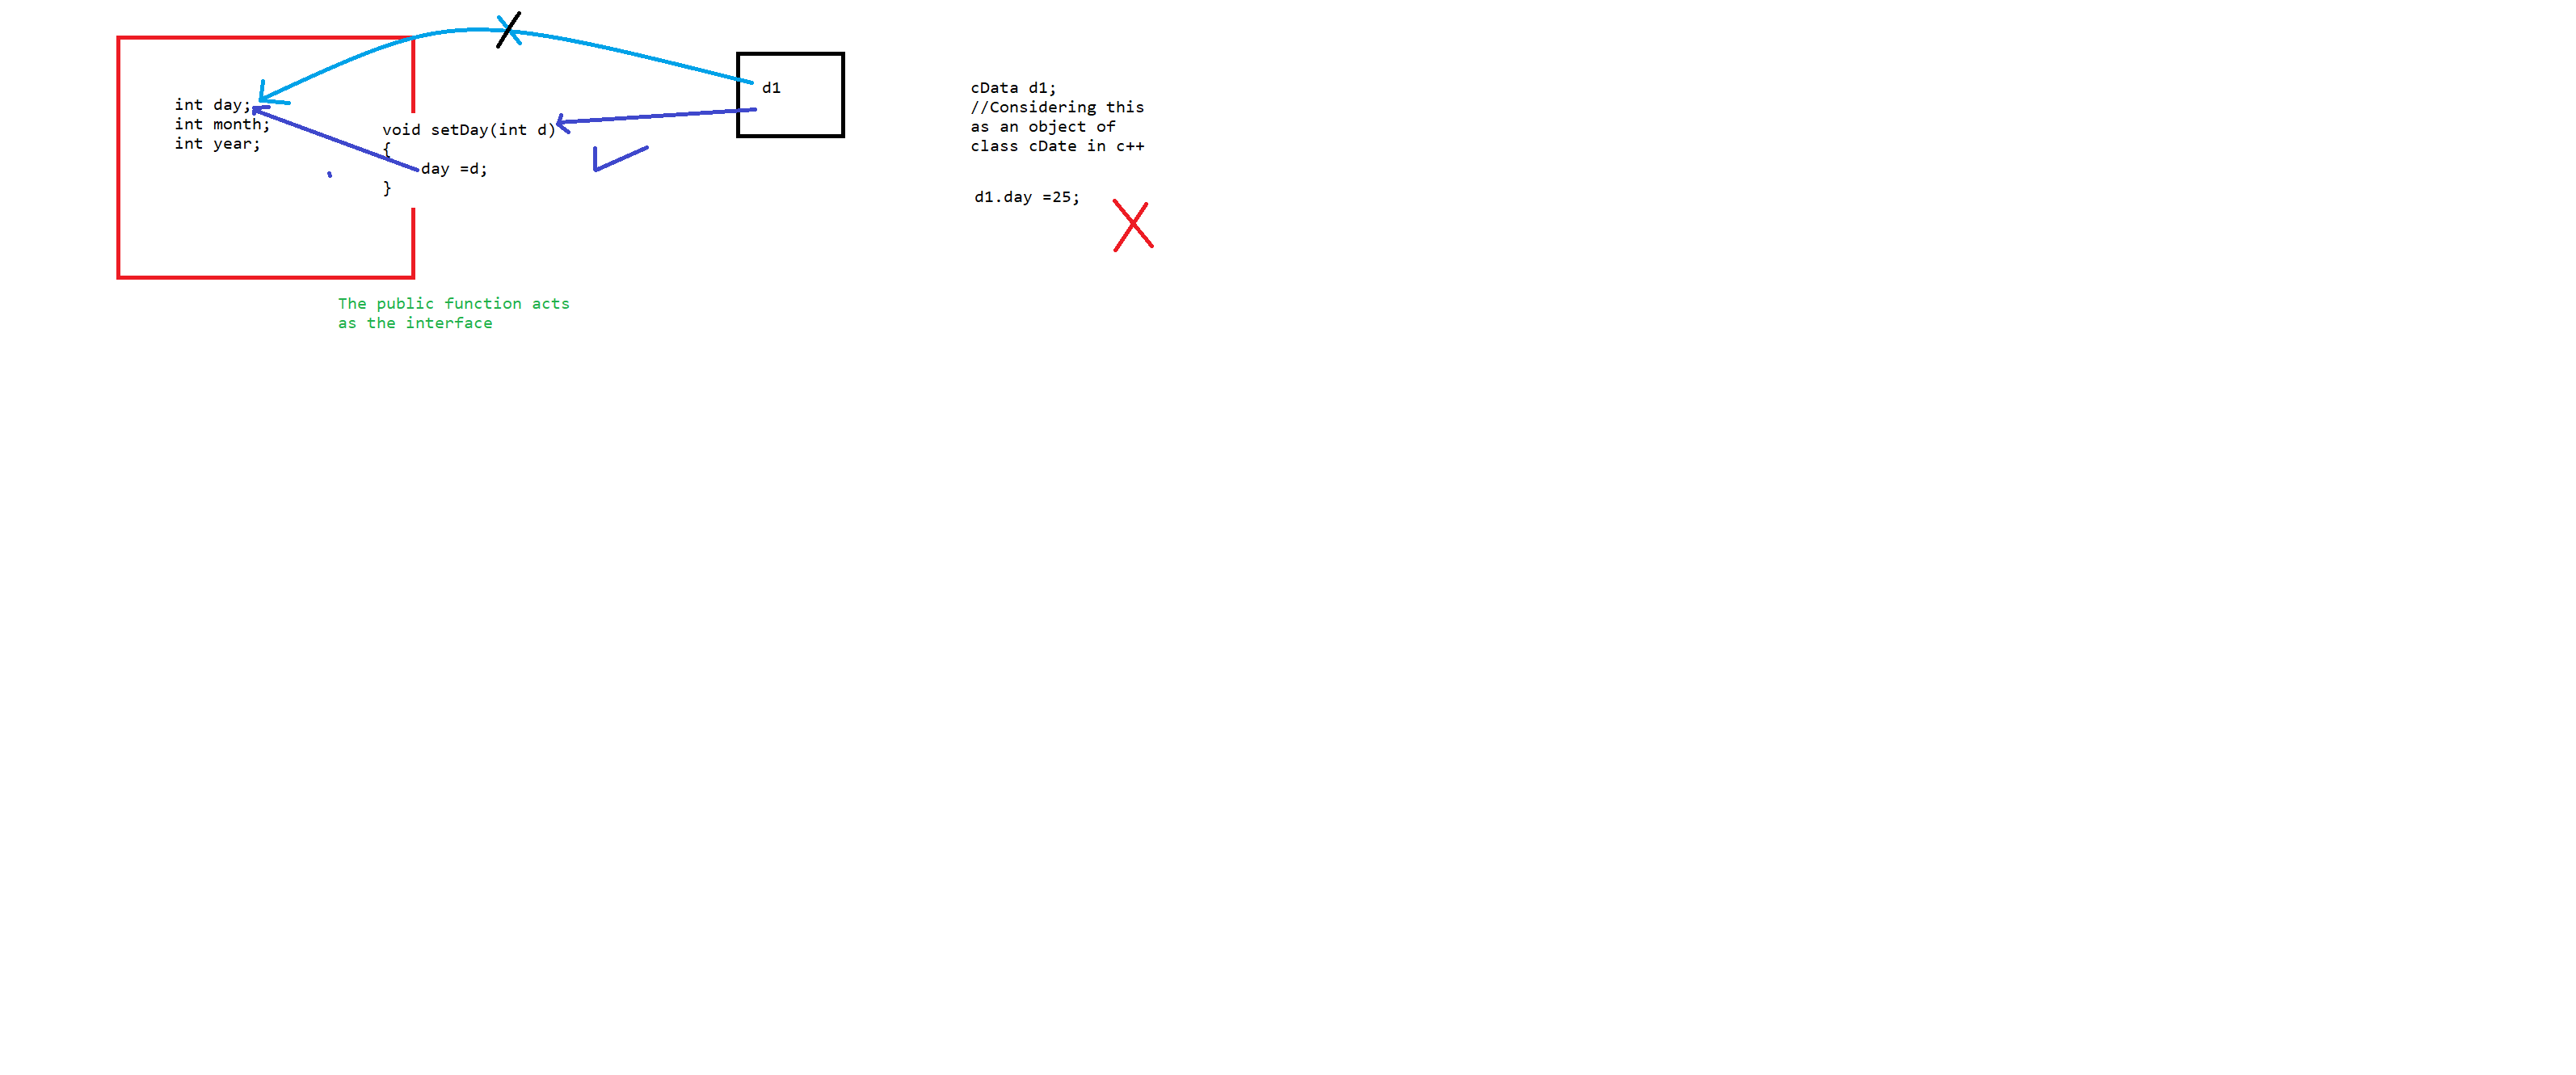 int day;
int month;
int year;
void setDay(int d)
{
day =d;
}
d1
cData d1;
//Considering this
as an object of
class cDate in c++
d1.day =25;
The public function acts
as the interface